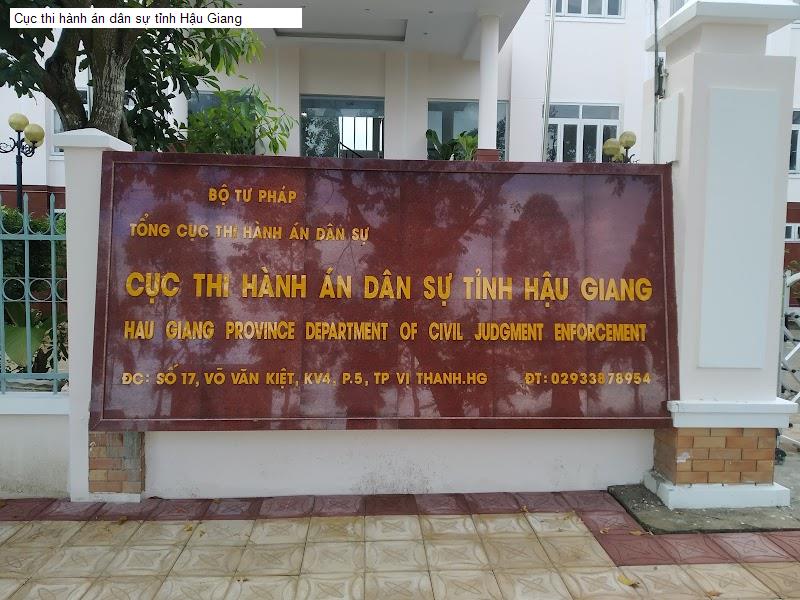 Cục thi hành án dân sự tỉnh Hậu Giang
BỘ TƯ PHÁP
TỔNG CỤC THI HÀNH ÁN DÂN SỰ
CỤC THI HÀNH ÁN DÂN SỰ TỈNH HẬU GIANG
HAU GIANG PROVINCE DEPARTMENT OF CIVIL JUDGMENT ENFORCEMENT
ĐC: SỐ 17, VÕ VĂN KIỆT, KV4, P.5, TP VỊ THANH.HG ĐT: 02933878954